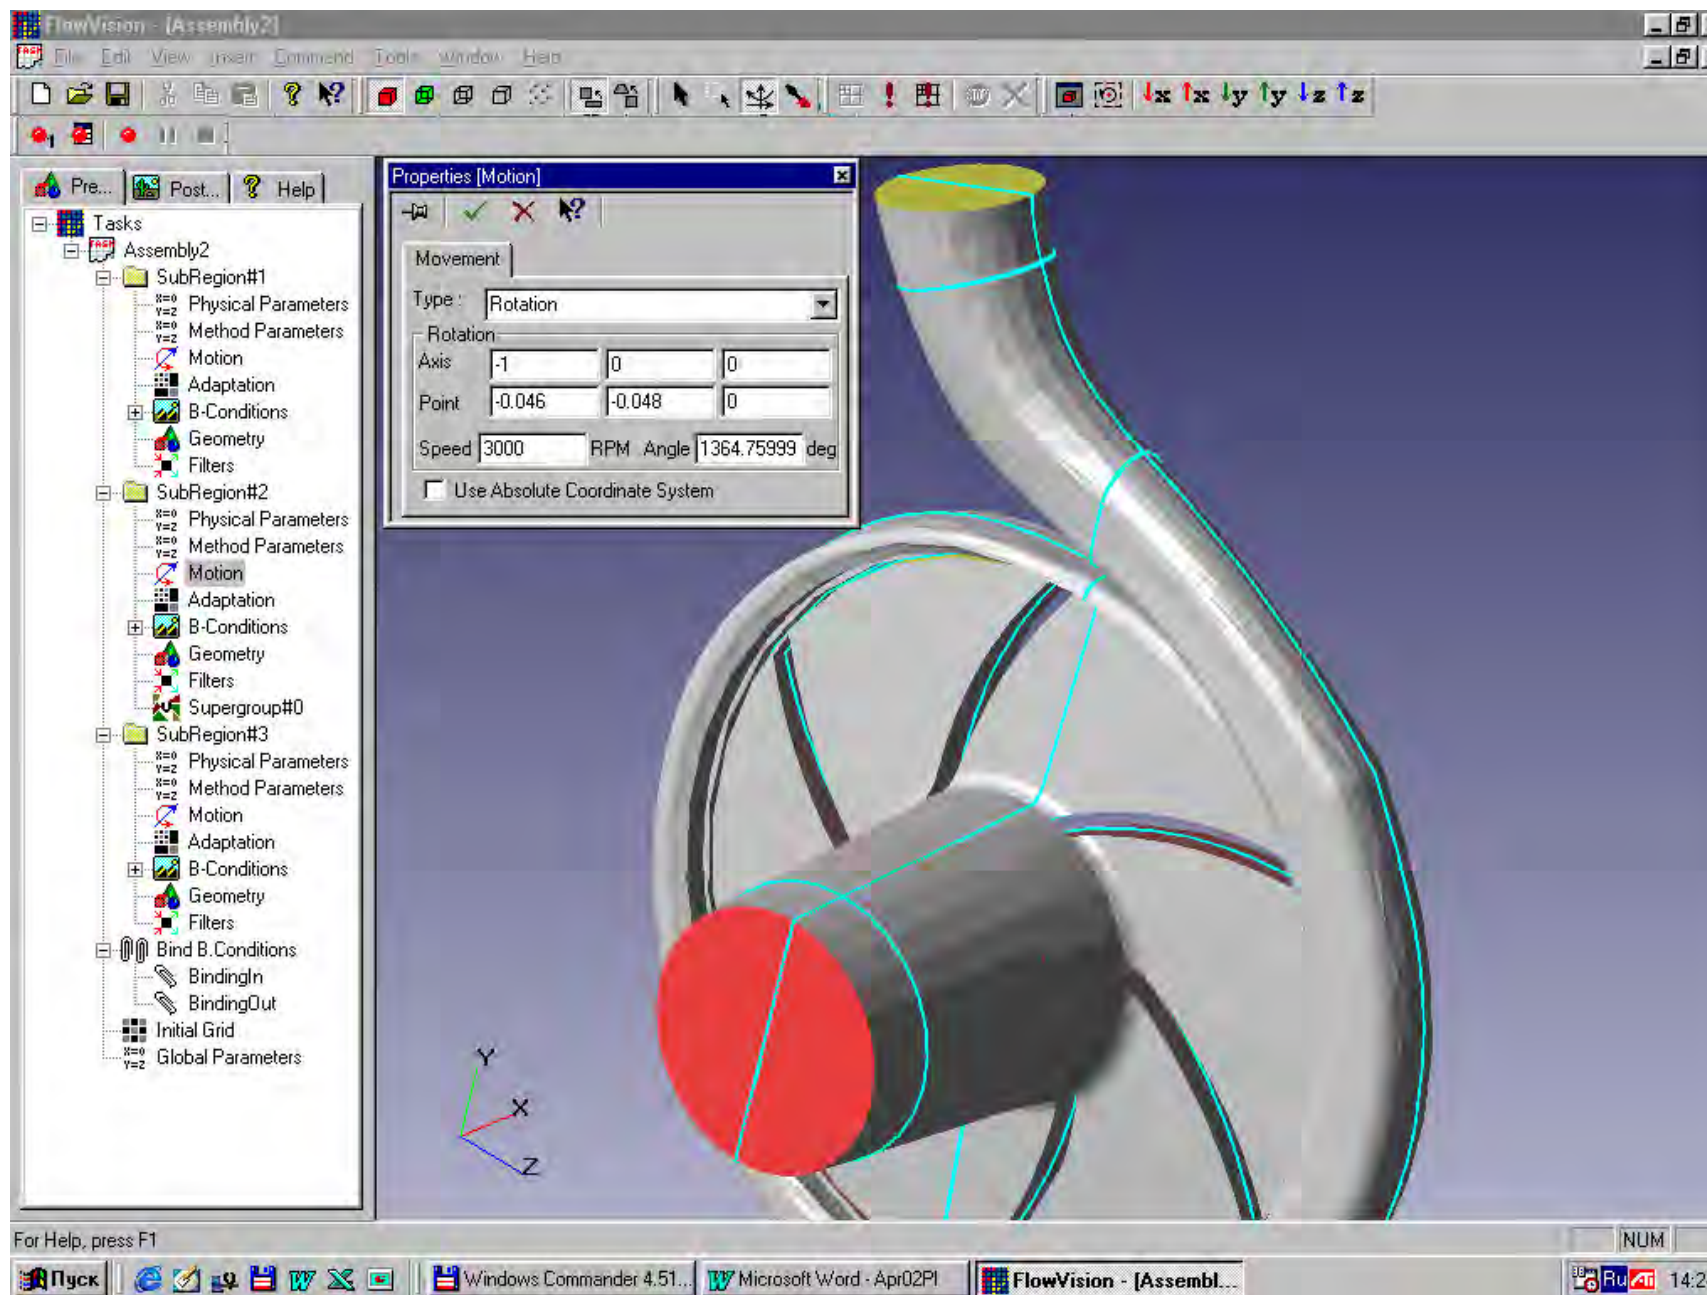 FlowVision - [Assembly2]
File Edit View Insert Command Tools Window Help
x x y y z z
1
Pre... Post... Help
Tasks
Assembly2
SubRegion#1
Physical Parameters
Method Parameters
Motion
Adaptation
B-Conditions
Geometry
Filters
SubRegion#2
Physical Parameters
Method Parameters
Motion
Adaptation
B-Conditions
Geometry
Filters
Supergroup#0
SubRegion#3
Physical Parameters
Method Parameters
Motion
Adaptation
B-Conditions
Geometry
Filters
Bind B.Conditions
BindingIn
BindingOut
Initial Grid
Global Parameters
Properties [Motion]
Movement
Type : Rotation
Rotation
Axis -1 0 0
Point -0.046 -0.048 0
Speed 3000 RPM Angle 1364.75999 deg
Use Absolute Coordinate System
Y
X
Z
For Help, press F1
NUM
Пуск
Windows Commander 4.51...
Microsoft Word - Apr02Pl
FlowVision - [Assembl...
Ru
ATi
14:2